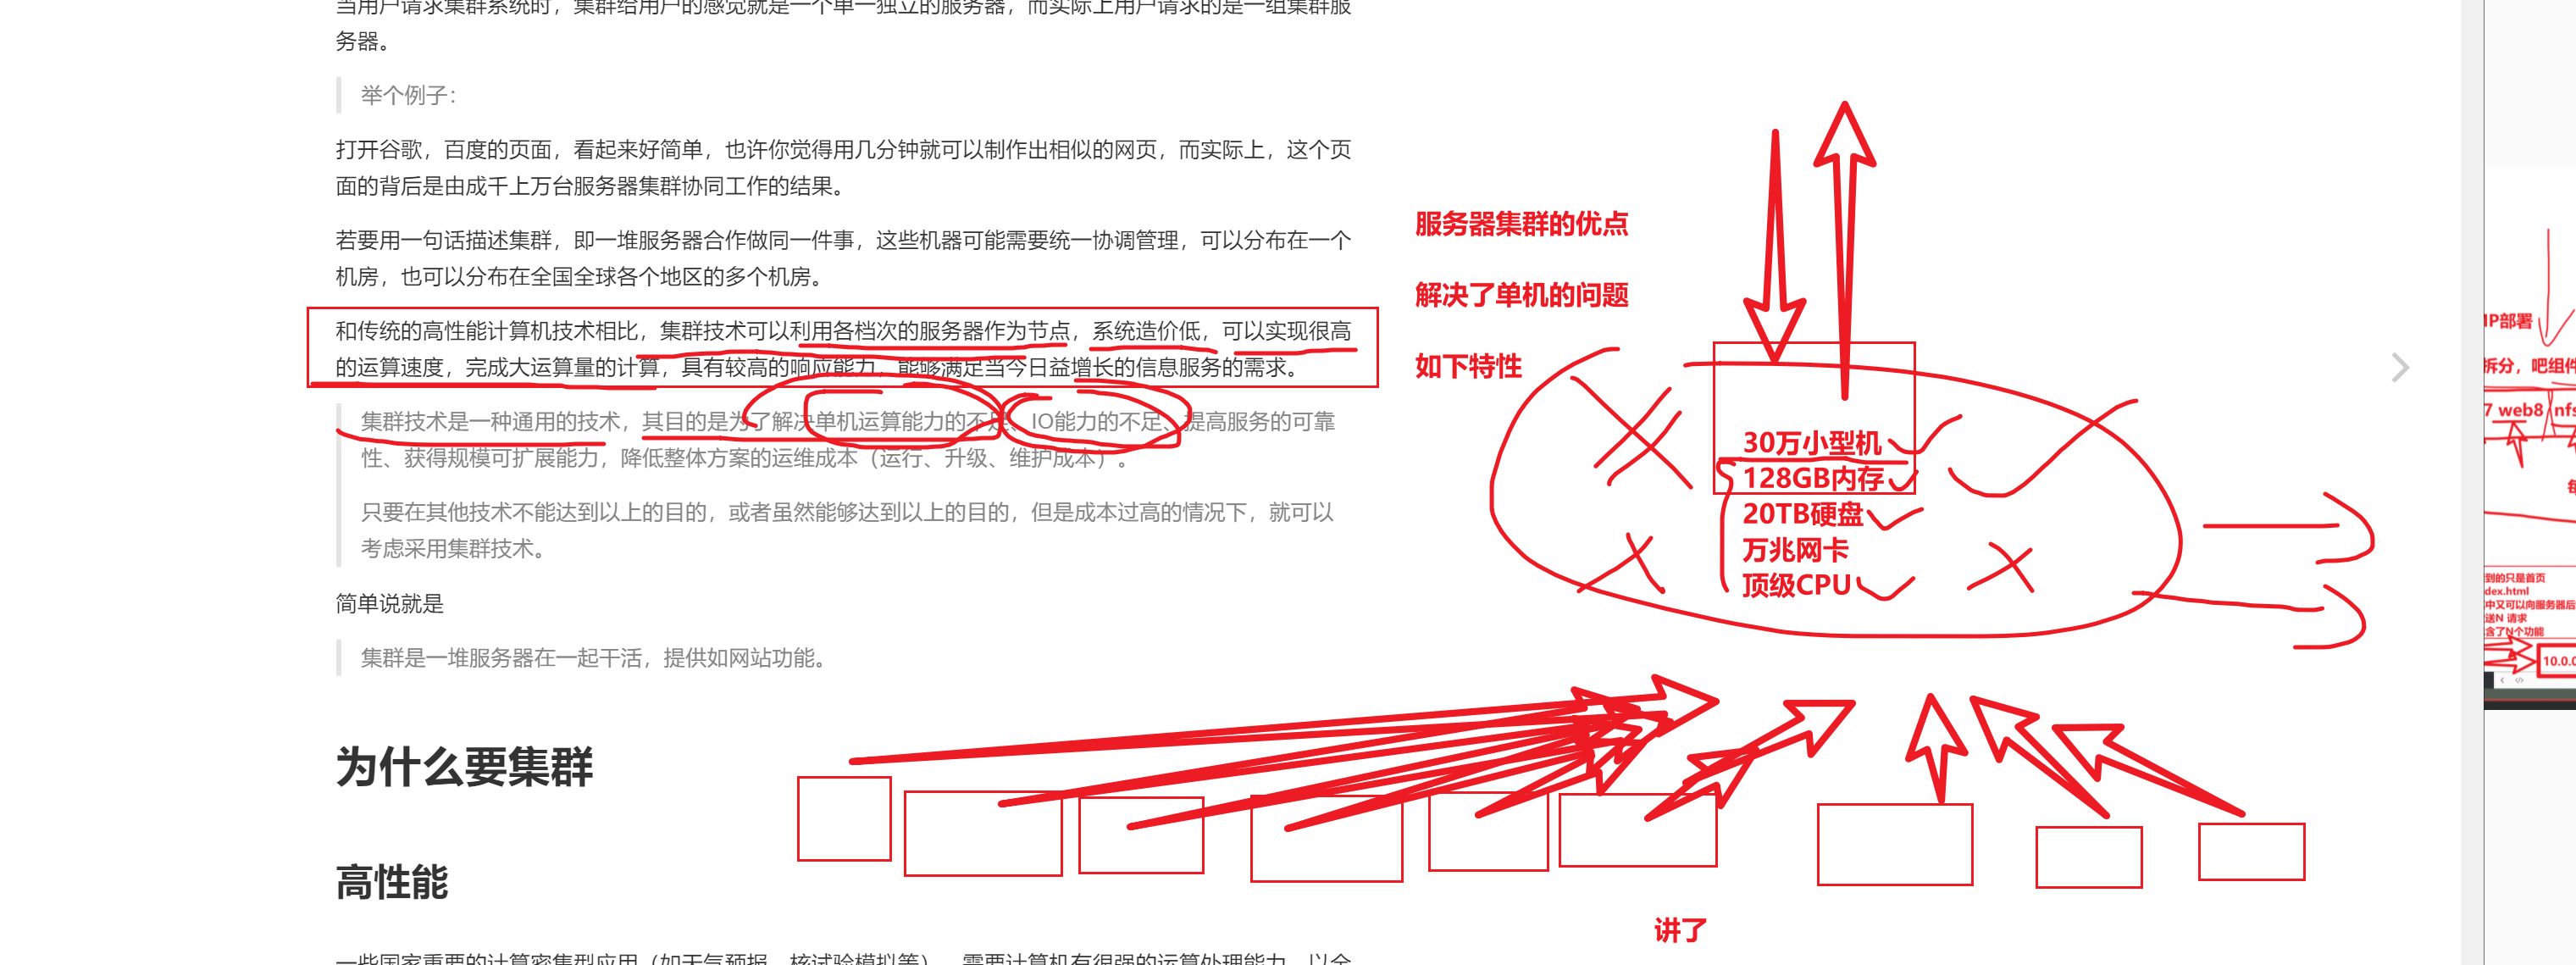 当用户请求集群系统时，集群给用户的感觉就是一个单一独立的服务器，而实际上用户请求的是一组集群服
务器。
举个例子：
打开谷歌，百度的页面，看起来好简单，也许你觉得用几分钟就可以制作出相似的网页，而实际上，这个页
面的背后是由成千上万台服务器集群协同工作的结果。
若要用一句话描述集群，即一堆服务器合作做同一件事，这些机器可能需要统一协调管理，可以分布在一个
机房，也可以分布在全国全球各个地区的多个机房。
和传统的高性能计算机技术相比，集群技术可以利用各档次的服务器作为节点，系统造价低，可以实现很高
的运算速度，完成大运算量的计算，具有较高的响应能力，能够满足当今日益增长的信息服务的需求。
集群技术是一种通用的技术，其目的是为了解决单机运算能力的不足、IO能力的不足、提高服务的可靠
性、获得规模可扩展能力，降低整体方案的运维成本（运行、升级、维护成本）。
只要在其他技术不能达到以上的目的，或者虽然能够达到以上的目的，但是成本过高的情况下，就可以
考虑采用集群技术。
简单说就是
集群是一堆服务器在一起干活，提供如网站功能。
为什么要集群
高性能
一些国家重要的计算密集型应用（如天气预报，核试验模拟等），需要计算机有很强的运算处理能力，以全
服务器集群的优点
解决了单机的问题
如下特性
30万小型机
128GB内存
20TB硬盘
万兆网卡
顶级CPU
讲了
IP部署
拆分，吧组件
7 web8 nfs
到的只是首页
dex.html
中又可以向服务器后
送N 请求
含了N个功能
10.0.0